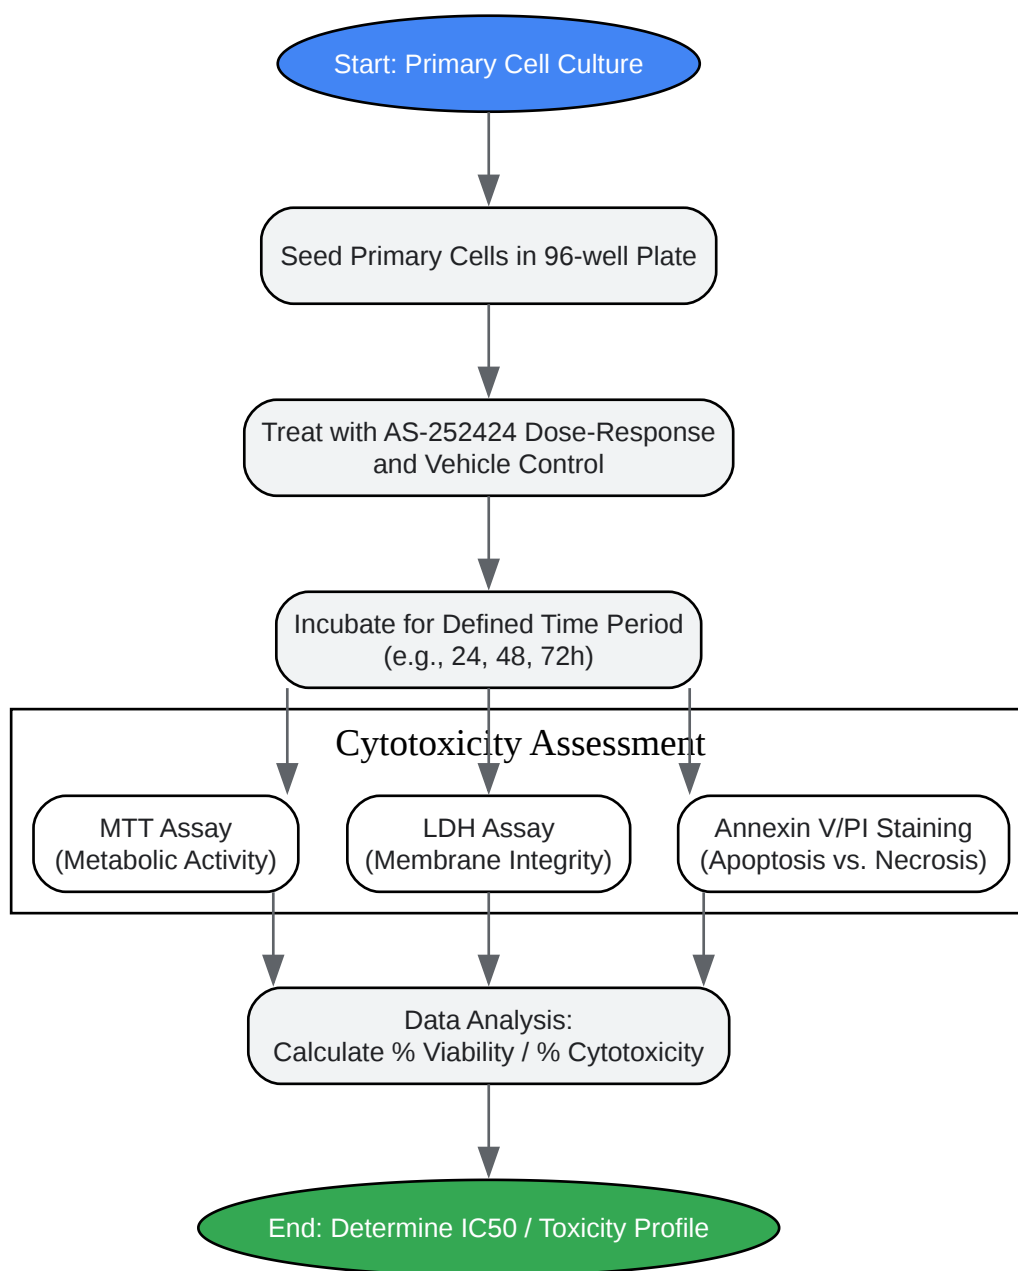 Start: Primary Cell Culture
Seed Primary Cells in 96-well Plate
Treat with AS-252424 Dose-Response
and Vehicle Control
Incubate for Defined Time Period
(e.g., 24, 48, 72h)
Cytotoxicity Assessment
MTT Assay
(Metabolic Activity)
LDH Assay
(Membrane Integrity)
Annexin V/PI Staining
(Apoptosis vs. Necrosis)
Data Analysis:
Calculate % Viability / % Cytotoxicity
End: Determine IC50 / Toxicity Profile